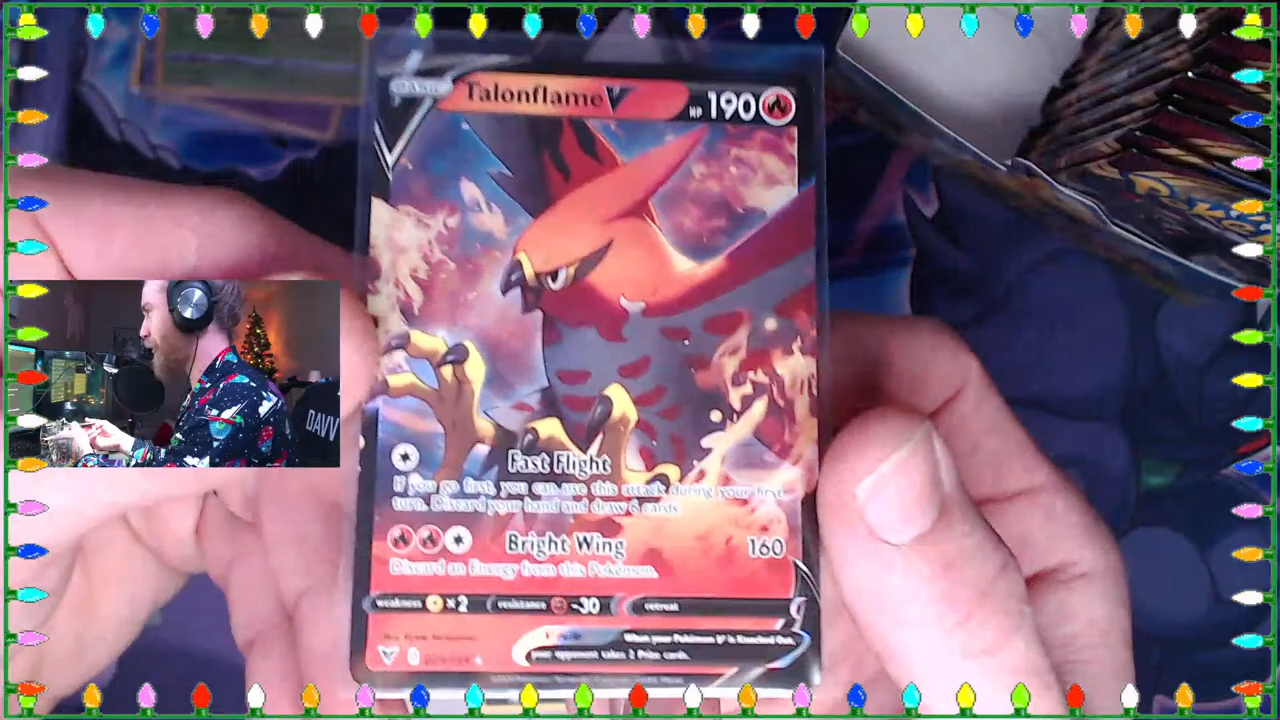 BASIC
Talonflame V HP 190
Fast Flight
If you go first, you can use this attack during your first
turn. Discard your hand and draw 6 cards.
Bright Wing 160
Discard an Energy from this Pokémon.
weakness ×2 resistance -30 retreat
When your Pokémon V is Knocked Out,
your opponent takes 2 Prize cards.
DAVV